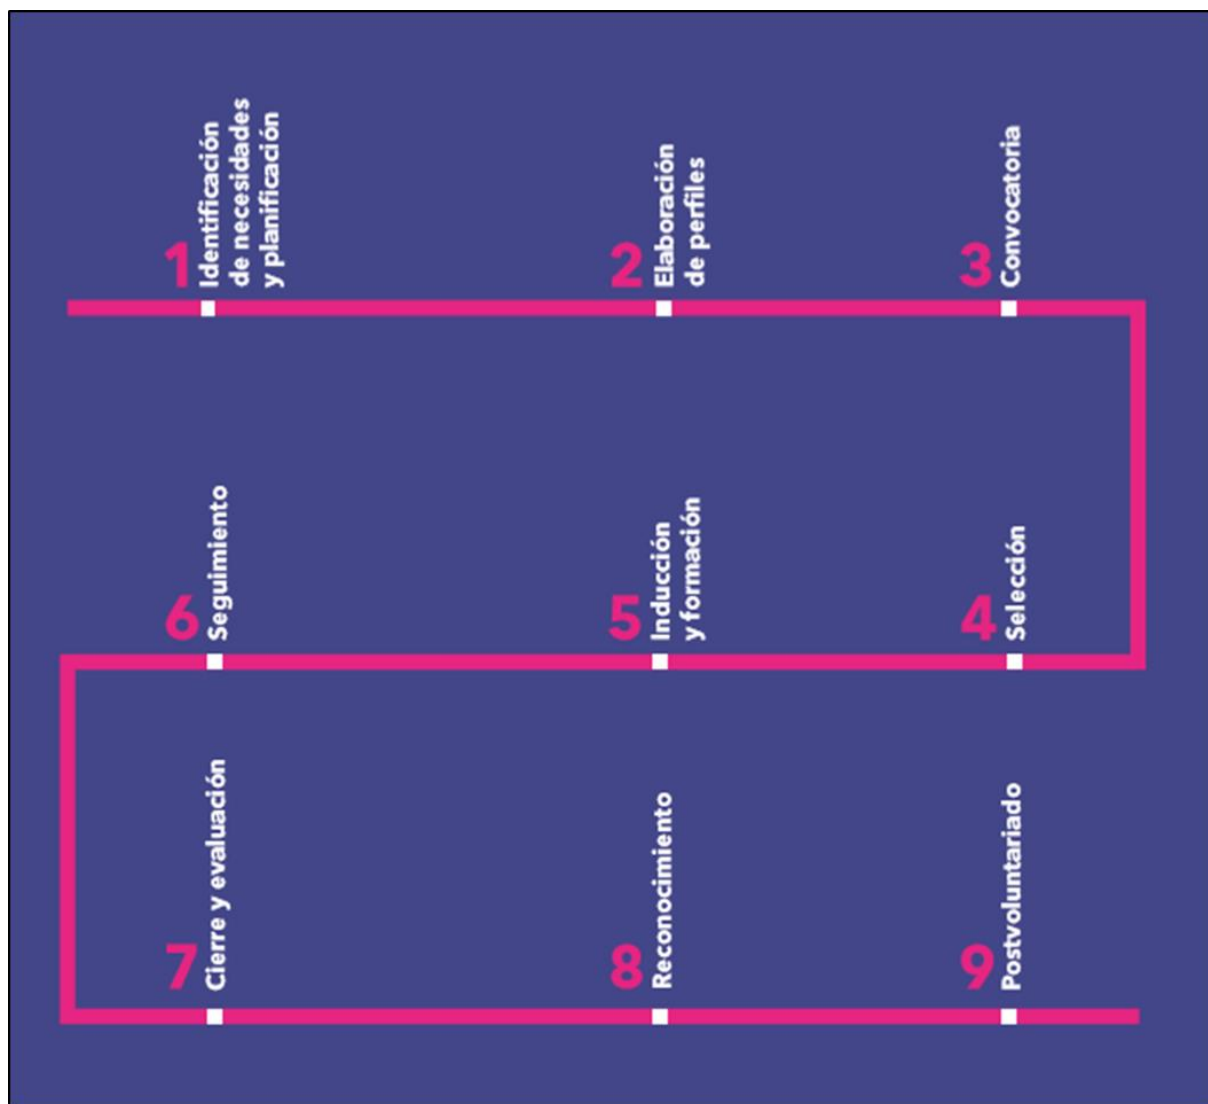 1
Identificación
de necesidades
y planificación
2
Elaboración
de perfiles
3
Convocatoria
4
Selección
5
Inducción
y formación
6
Seguimiento
7
Cierre y evaluación
8
Reconocimiento
9
Postvoluntariado